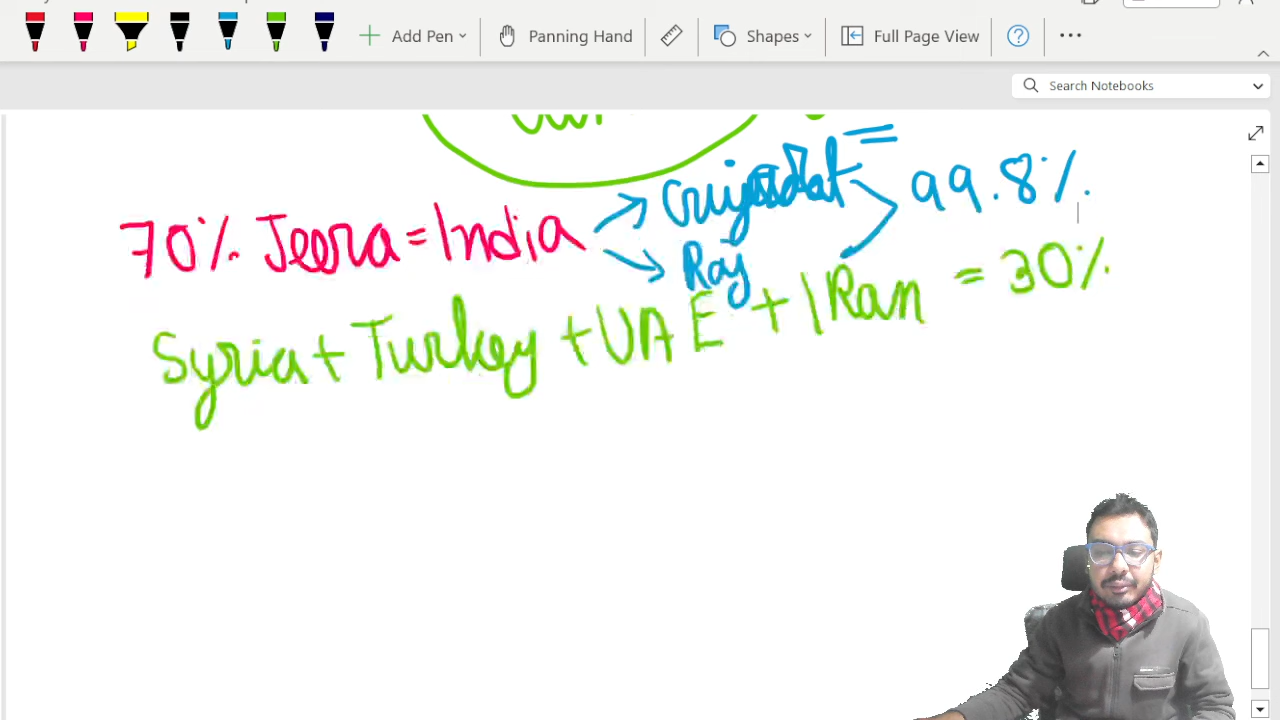 Add Pen
Panning Hand
Shapes
Full Page View
Search Notebooks
70% Jeera = India
Raj
99.8%
Syria + Turkey + UAE + IRan = 30%